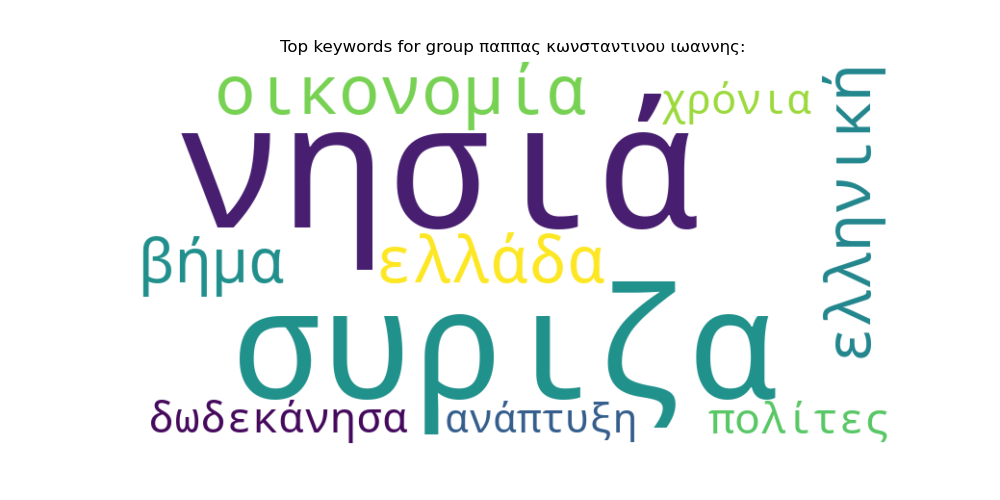 Top keywords for group παππας κωνσταντινου ιωαννης:
οικονομία
χρόνια
ελληνική
νησιά
βήμα
ελλάδα
συριζα
δωδεκάνησα
ανάπτυξη
πολίτες